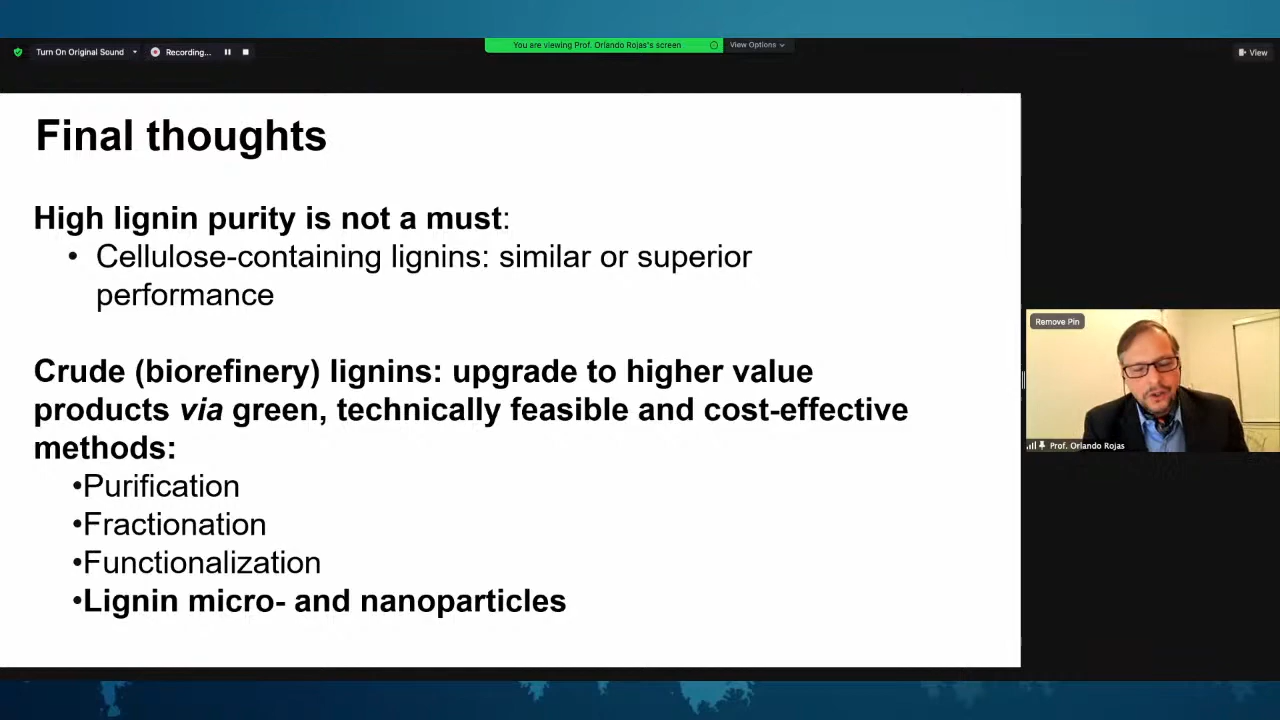 Turn On Original Sound
Recording...
You are viewing Prof. Orlando Rojas's screen
View Options
View
Final thoughts
High lignin purity is not a must:
• Cellulose-containing lignins: similar or superior
performance
Crude (biorefinery) lignins: upgrade to higher value
products via green, technically feasible and cost-effective
methods:
•Purification
•Fractionation
•Functionalization
•Lignin micro- and nanoparticles
Remove Pin
Prof. Orlando Rojas